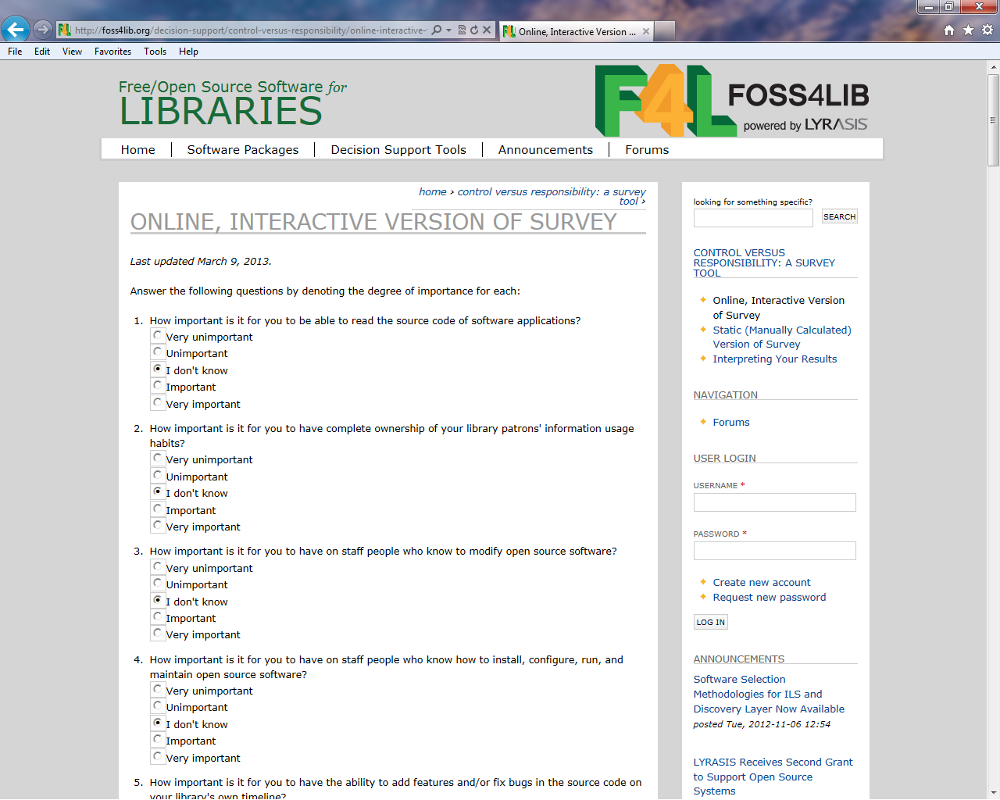 http://foss4lib.org/decision-support/control-versus-responsibility/online-interactive-
Online, Interactive Version ...
File Edit View Favorites Tools Help
Free/Open Source Software for
LIBRARIES
F4L
FOSS4LIB
powered by LYRASIS
Home Software Packages Decision Support Tools Announcements Forums
home › control versus responsibility: a survey
tool ›
ONLINE, INTERACTIVE VERSION OF SURVEY
Last updated March 9, 2013.
Answer the following questions by denoting the degree of importance for each:
1. How important is it for you to be able to read the source code of software applications?
Very unimportant
Unimportant
I don't know
Important
Very important
2. How important is it for you to have complete ownership of your library patrons' information usage
habits?
Very unimportant
Unimportant
I don't know
Important
Very important
3. How important is it for you to have on staff people who know to modify open source software?
Very unimportant
Unimportant
I don't know
Important
Very important
4. How important is it for you to have on staff people who know how to install, configure, run, and
maintain open source software?
Very unimportant
Unimportant
I don't know
Important
Very important
5. How important is it for you to have the ability to add features and/or fix bugs in the source code on
your library's own timeline?
looking for something specific?
SEARCH
CONTROL VERSUS
RESPONSIBILITY: A SURVEY
TOOL
Online, Interactive Version
of Survey
Static (Manually Calculated)
Version of Survey
Interpreting Your Results
NAVIGATION
Forums
USER LOGIN
USERNAME *
PASSWORD *
Create new account
Request new password
LOG IN
ANNOUNCEMENTS
Software Selection
Methodologies for ILS and
Discovery Layer Now Available
posted Tue, 2012-11-06 12:54
LYRASIS Receives Second Grant
to Support Open Source
Systems